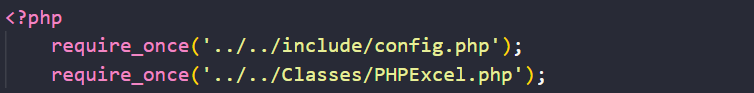 <?php
    require_once('../../include/config.php');
    require_once('../../Classes/PHPExcel.php');